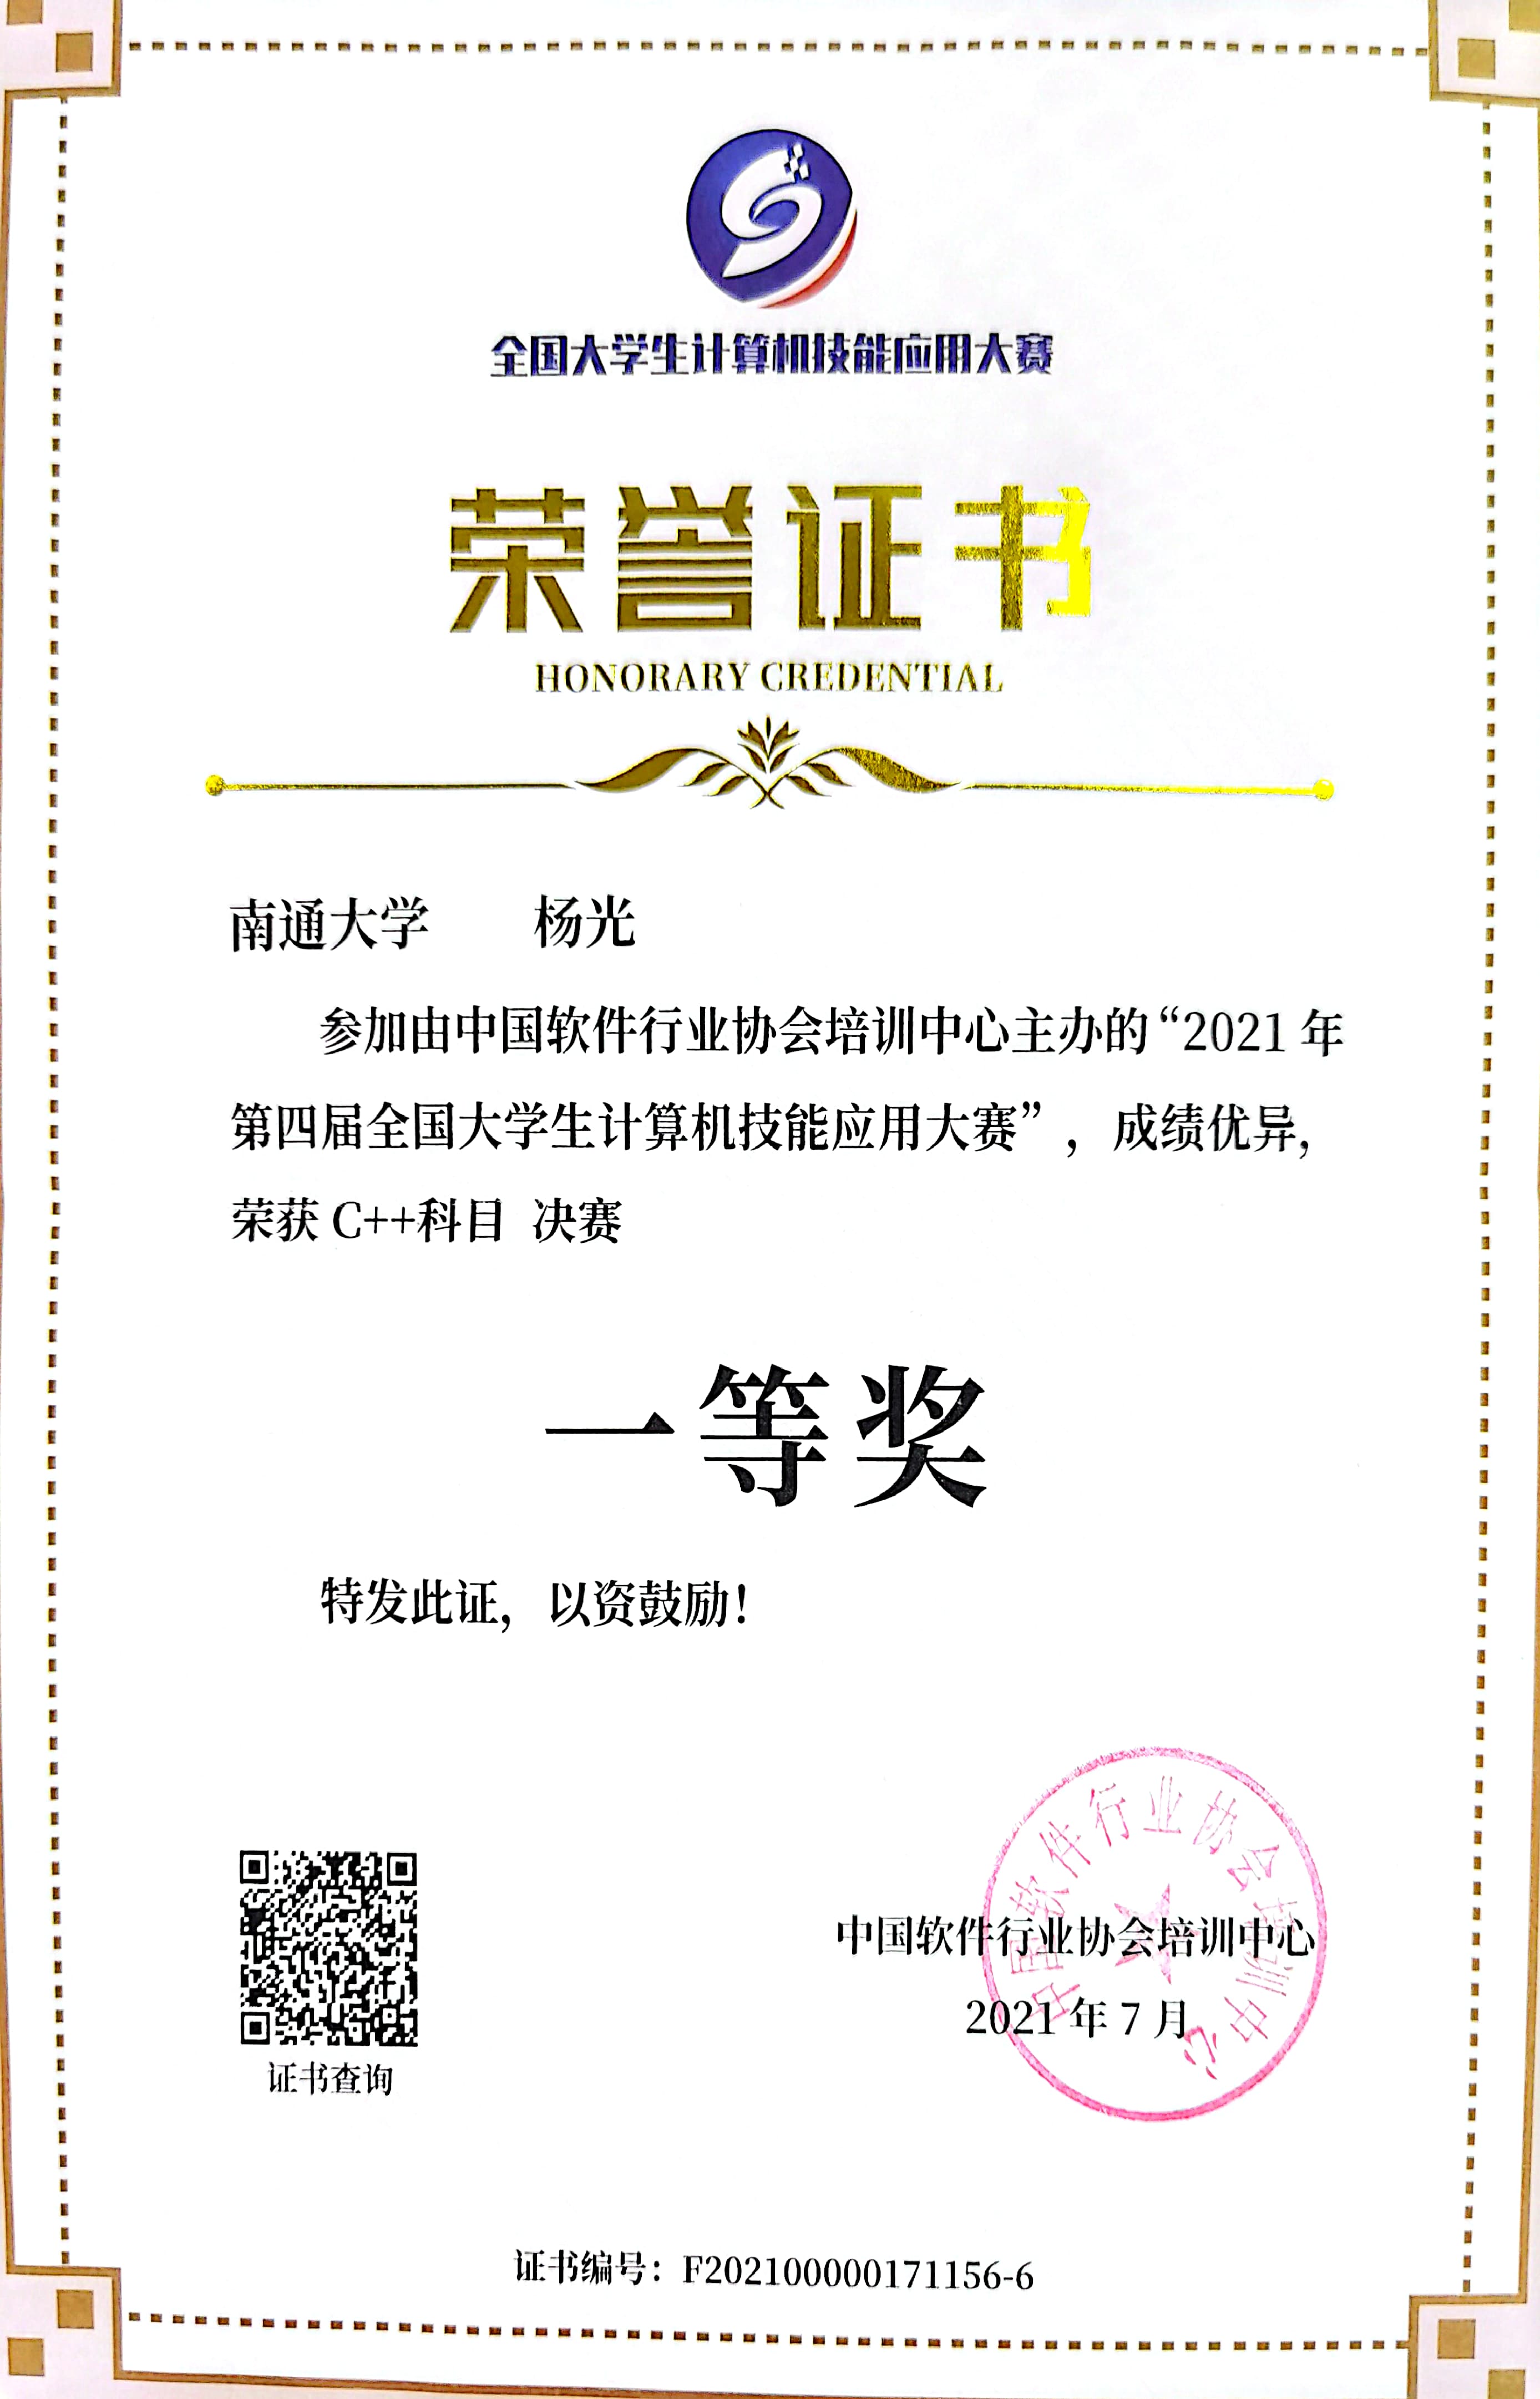 全国大学生计算机技能应用大赛
荣誉证书
HONORARY CREDENTIAL
南通大学 杨光
参加由中国软件行业协会培训中心主办的“2021 年
第四届全国大学生计算机技能应用大赛”，成绩优异，
荣获 C++科目 决赛
一等奖
特发此证，以资鼓励！
中国软件行业协会培训中心
中国软件行业协会培训中心
2021 年 7 月
证书查询
证书编号：F202100000171156-6